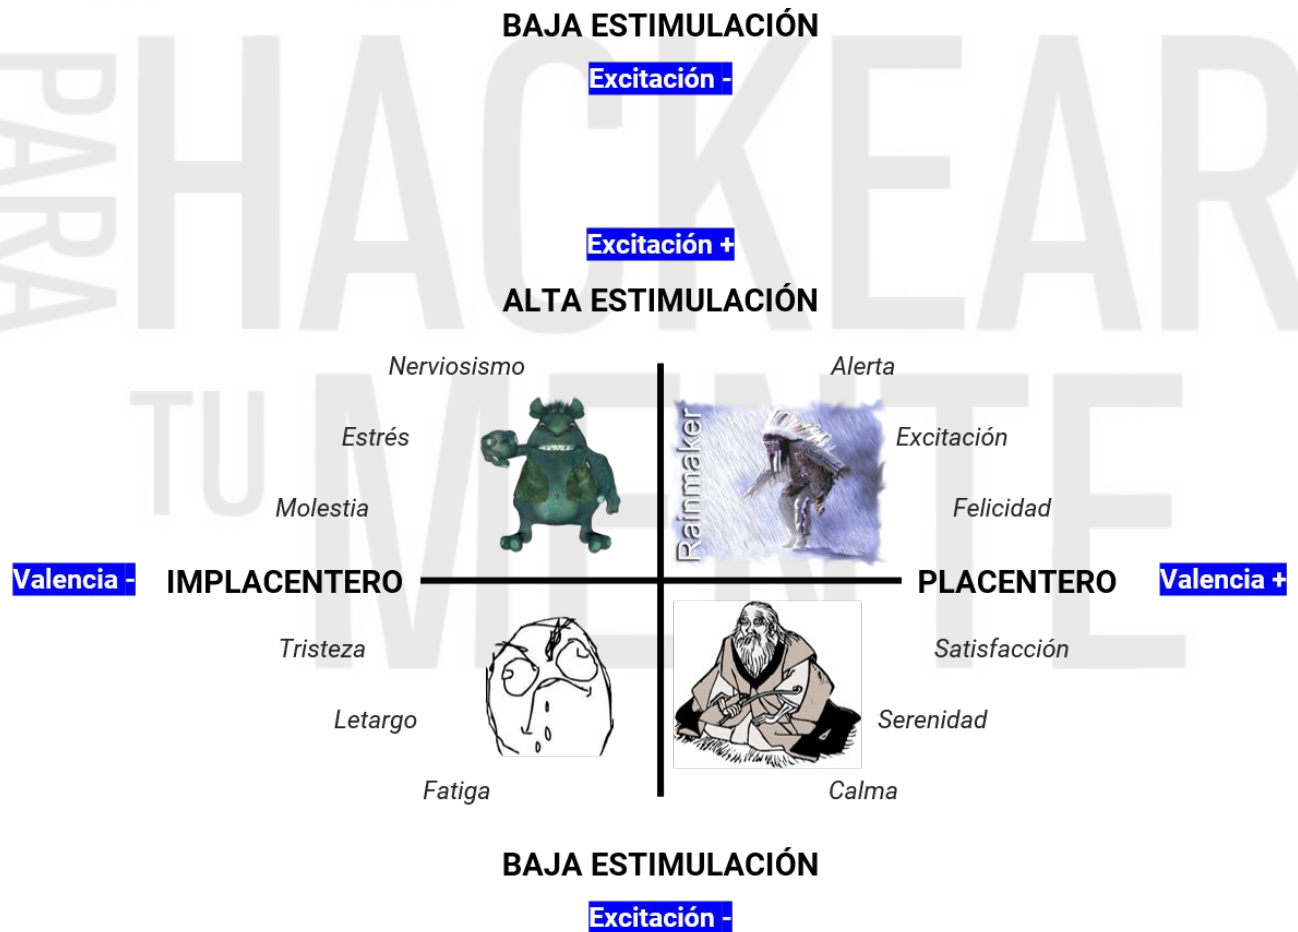 BAJA ESTIMULACIÓN
Excitación -
PARA
HACKEAR
TU
MENTE
Excitación +
ALTA ESTIMULACIÓN
Nerviosismo
Alerta
Estrés
Rainmaker
Excitación
Molestia
Felicidad
Valencia -
IMPLACENTERO
PLACENTERO
Valencia +
Tristeza
Satisfacción
Letargo
Serenidad
Fatiga
Calma
BAJA ESTIMULACIÓN
Excitación -